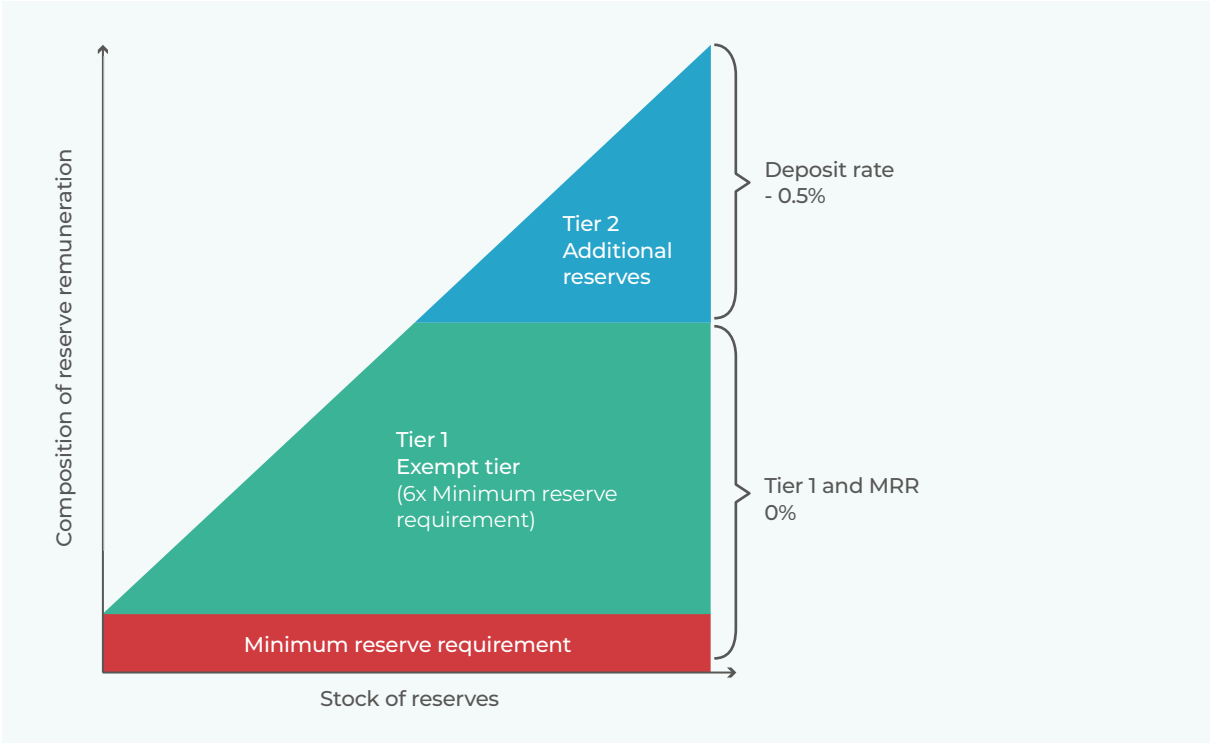 Composition of reserve remuneration
Deposit rate
- 0.5%
Tier 2
Additional
reserves
Tier 1
Exempt tier
(6x Minimum reserve
requirement)
Tier 1 and MRR
0%
Minimum reserve requirement
Stock of reserves